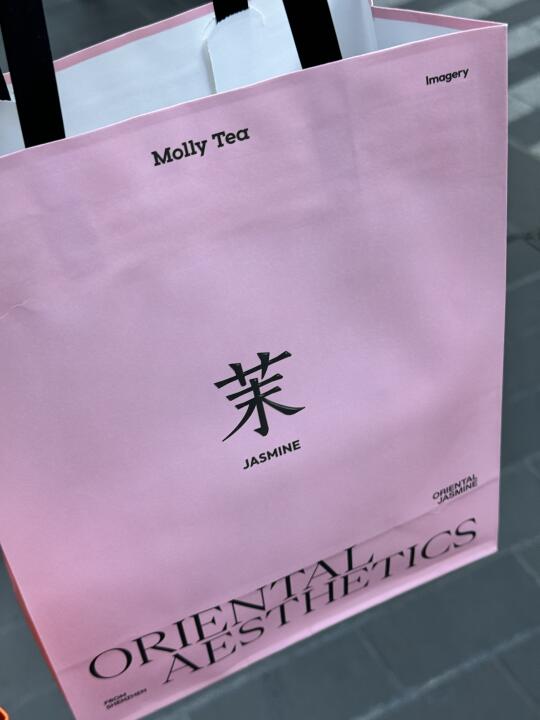 Imagery
Molly Tea
茉
JASMINE
ORIENTAL
JASMINE
ORIENTAL
AESTHETICS
FROM
SHENZHEN